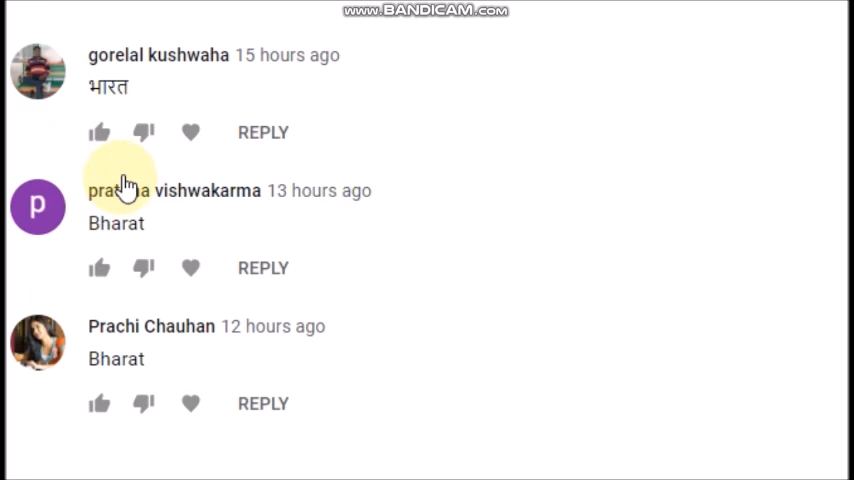 www.BANDICAM.com
gorelal kushwaha 15 hours ago
भारत
REPLY
P
vishwakarma 13 hours ago
Bharat
REPLY
Prachi Chauhan 12 hours ago
Bharat
REPLY